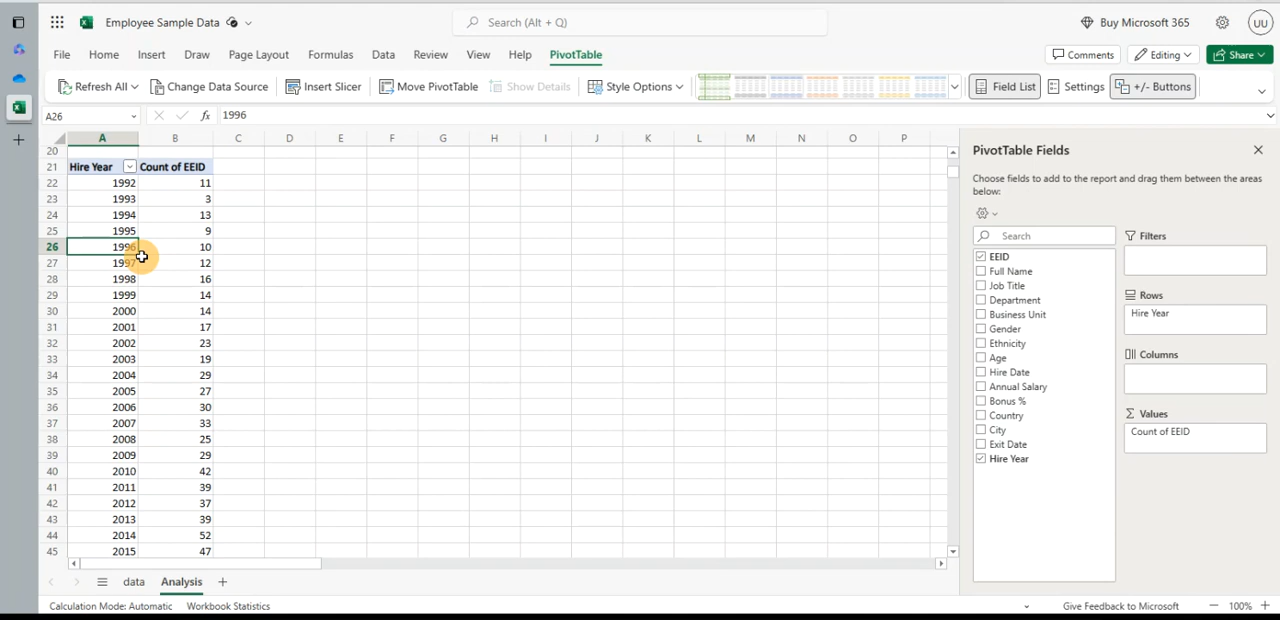 Employee Sample Data
Search (Alt + Q)
Buy Microsoft 365
UU
File Home Insert Draw Page Layout Formulas Data Review View Help PivotTable
Comments Editing Share
Refresh All Change Data Source Insert Slicer Move PivotTable Show Details Style Options Field List Settings +/- Buttons
A26 fx 1996
A B C D E F G H I J K L M N O P
20
21 Hire Year Count of EEID
22 1992 11
23 1993 3
24 1994 13
25 1995 9
26 1996 10
27 1997 12
28 1998 16
29 1999 14
30 2000 14
31 2001 17
32 2002 23
33 2003 19
34 2004 29
35 2005 27
36 2006 30
37 2007 33
38 2008 25
39 2009 29
40 2010 42
41 2011 39
42 2012 37
43 2013 39
44 2014 52
45 2015 47
PivotTable Fields
Choose fields to add to the report and drag them between the areas
below:
Search
EEID
Full Name
Job Title
Department
Business Unit
Gender
Ethnicity
Age
Hire Date
Annual Salary
Bonus %
Country
City
Exit Date
Hire Year
Filters
Rows
Hire Year
Columns
Σ Values
Count of EEID
data Analysis +
Calculation Mode: Automatic Workbook Statistics
Give Feedback to Microsoft − 100% +